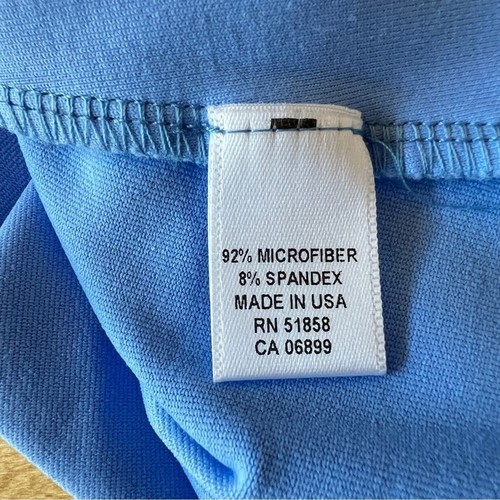 92% MICROFIBER
8% SPANDEX
MADE IN USA
RN 51858
CA 06899